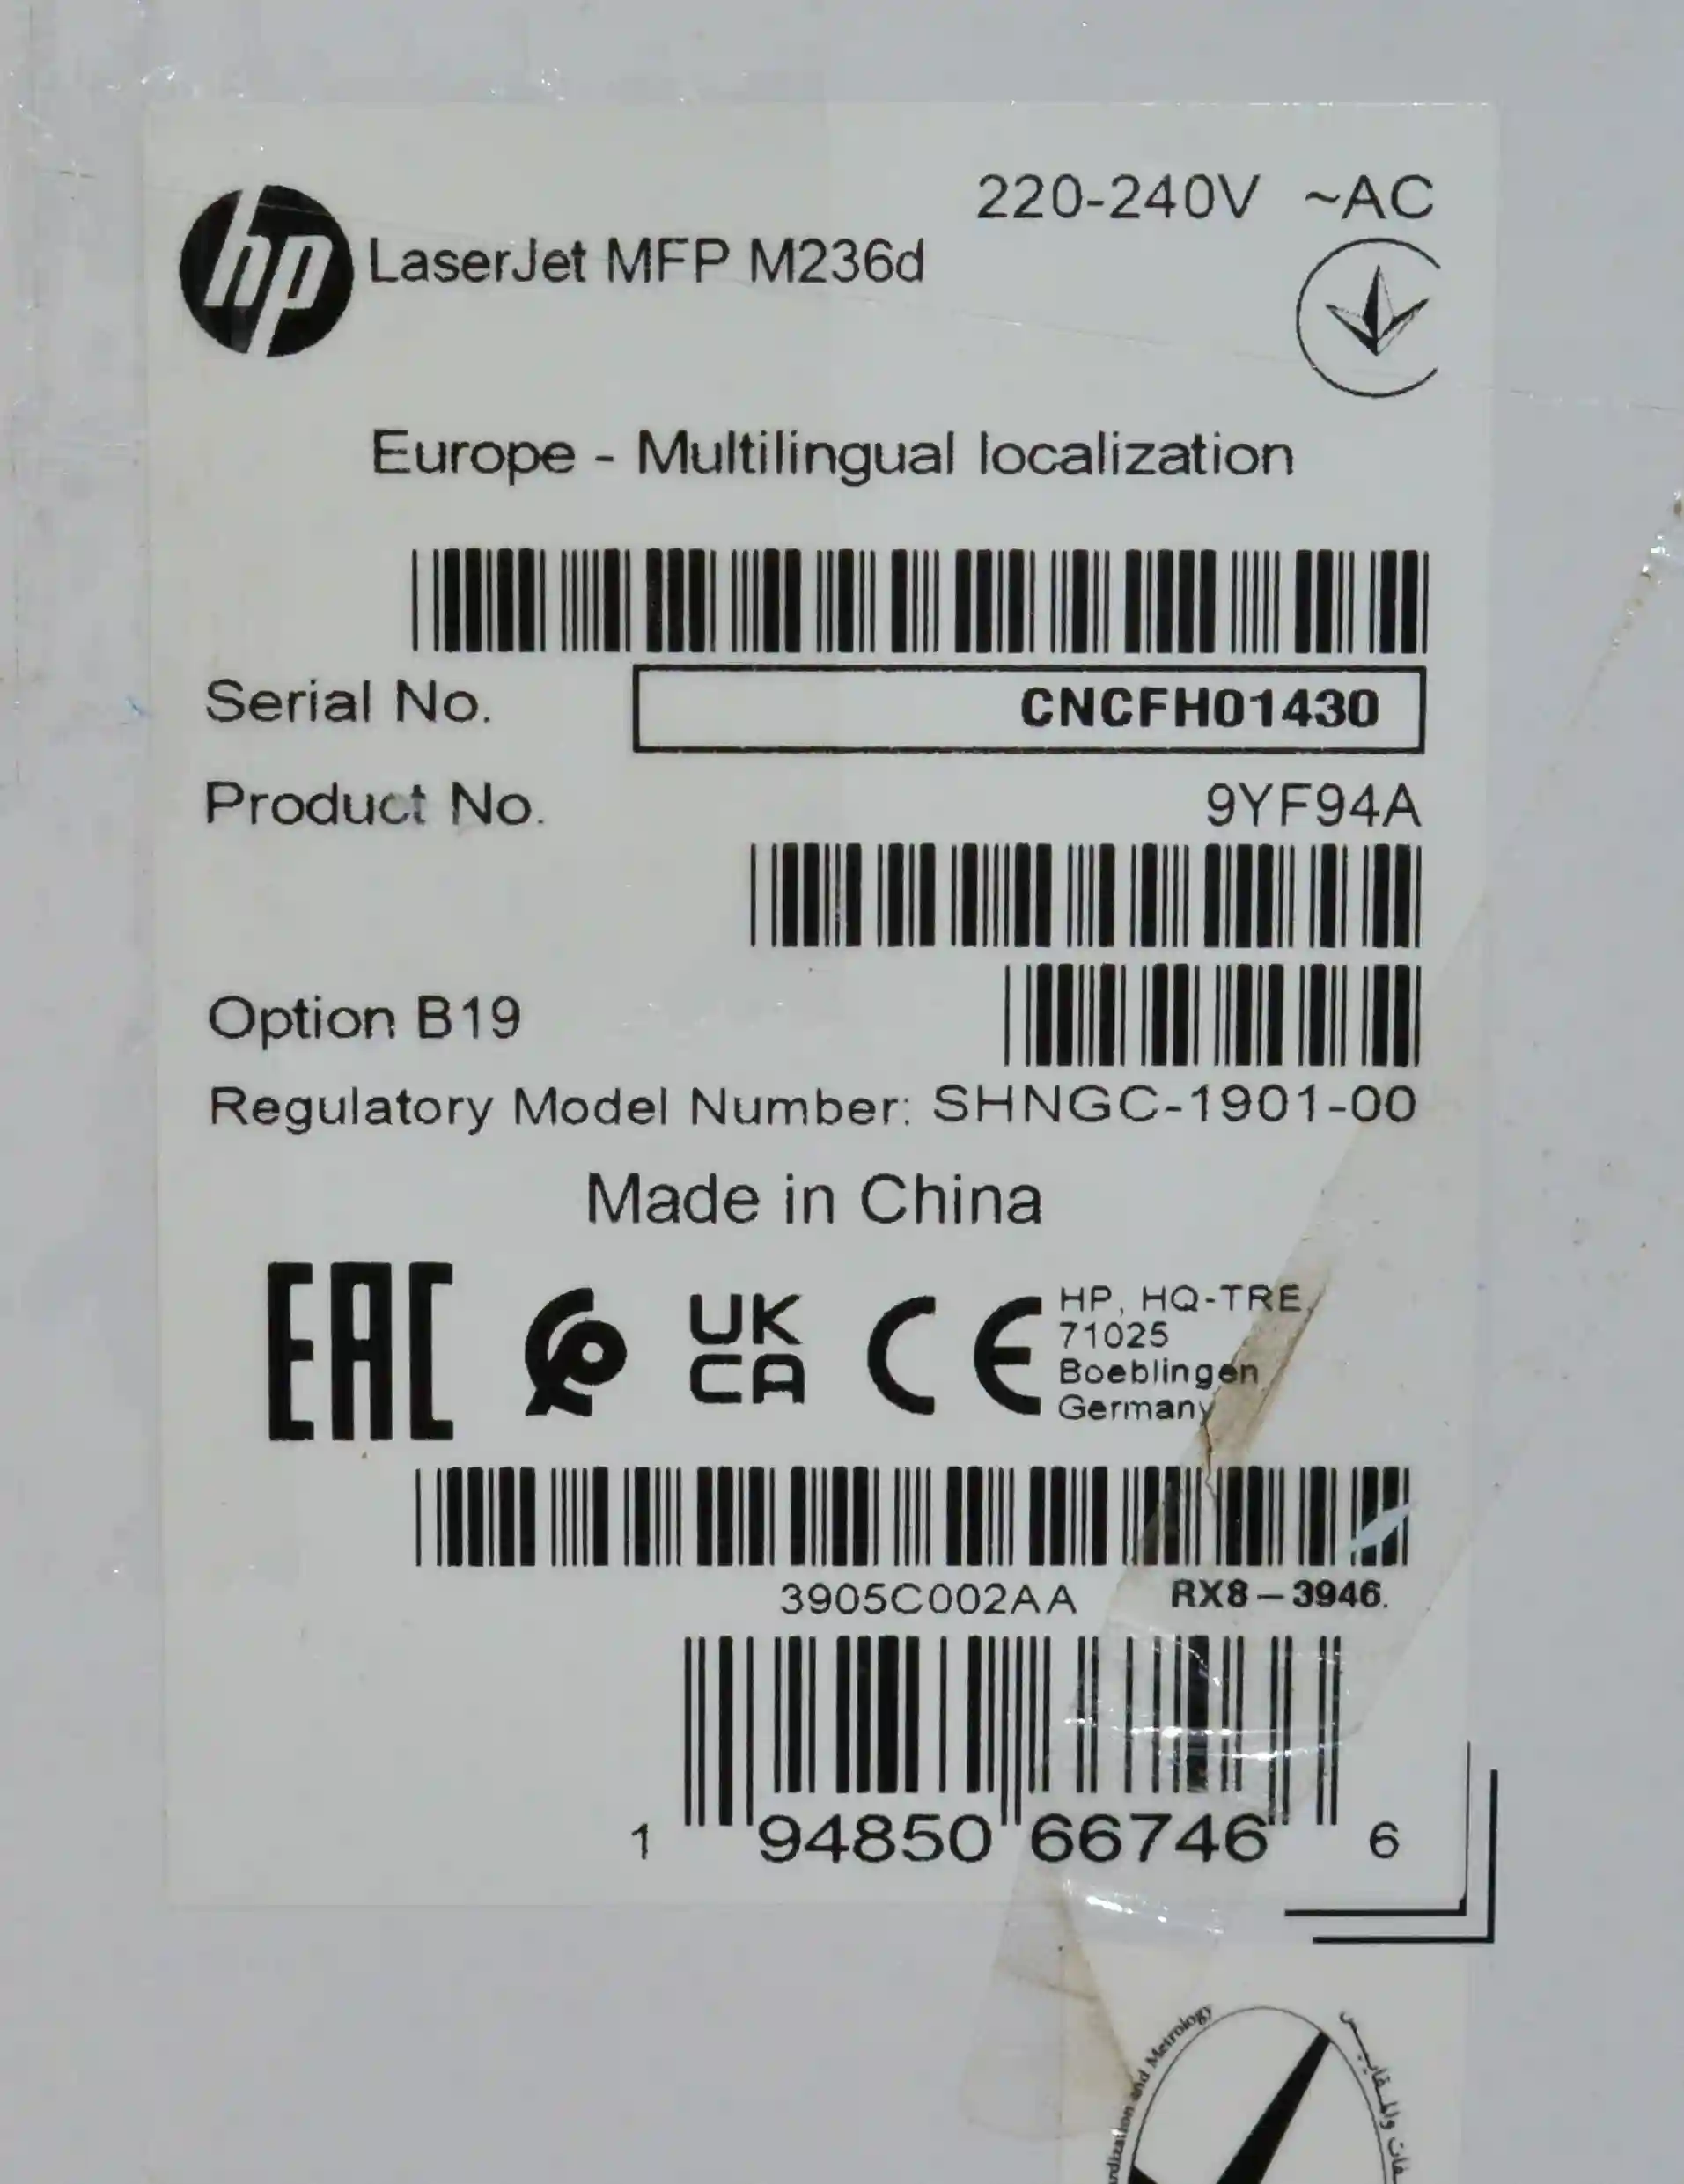 220-240V ~AC
hp LaserJet MFP M236d
Europe - Multilingual localization
Serial No. CNCFH01430
Product No. 9YF94A
Option B19
Regulatory Model Number: SHNGC-1901-00
Made in China
EAC
UK
CA
CE
HP, HQ-TRE,
71025
Boeblingen
Germany
3905C002AA RX8-3946.
1 94850 66746 6
and Metrology